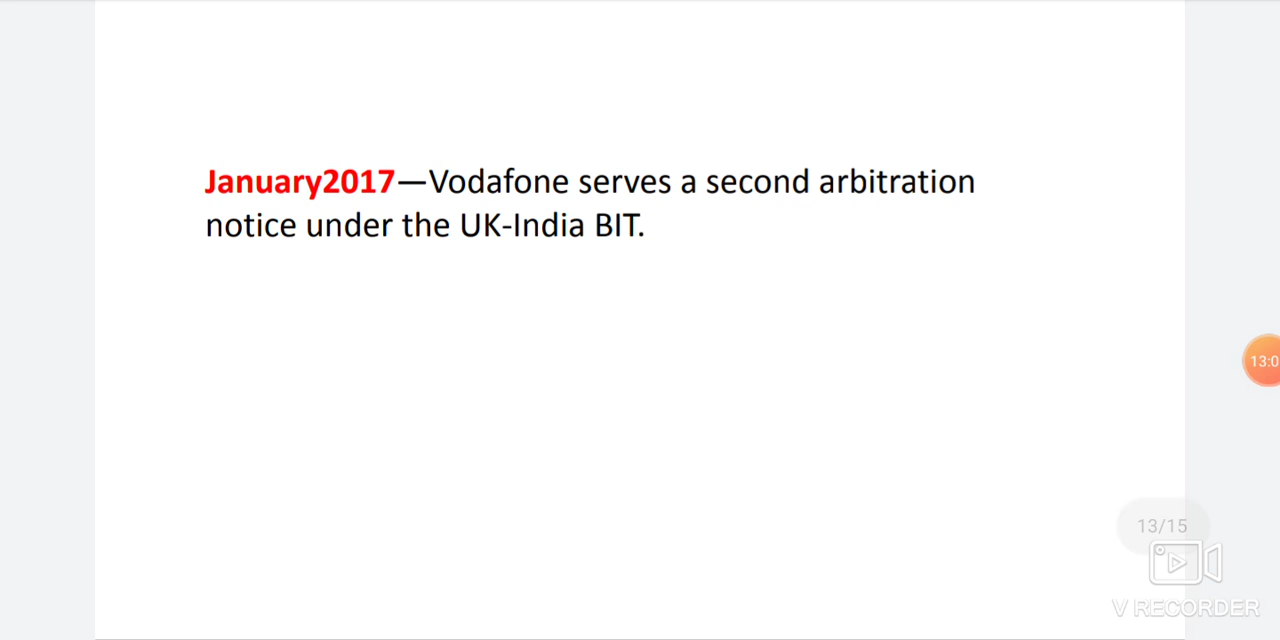 January2017—Vodafone serves a second arbitration
notice under the UK-India BIT.
13:0
13/15
V RECORDER